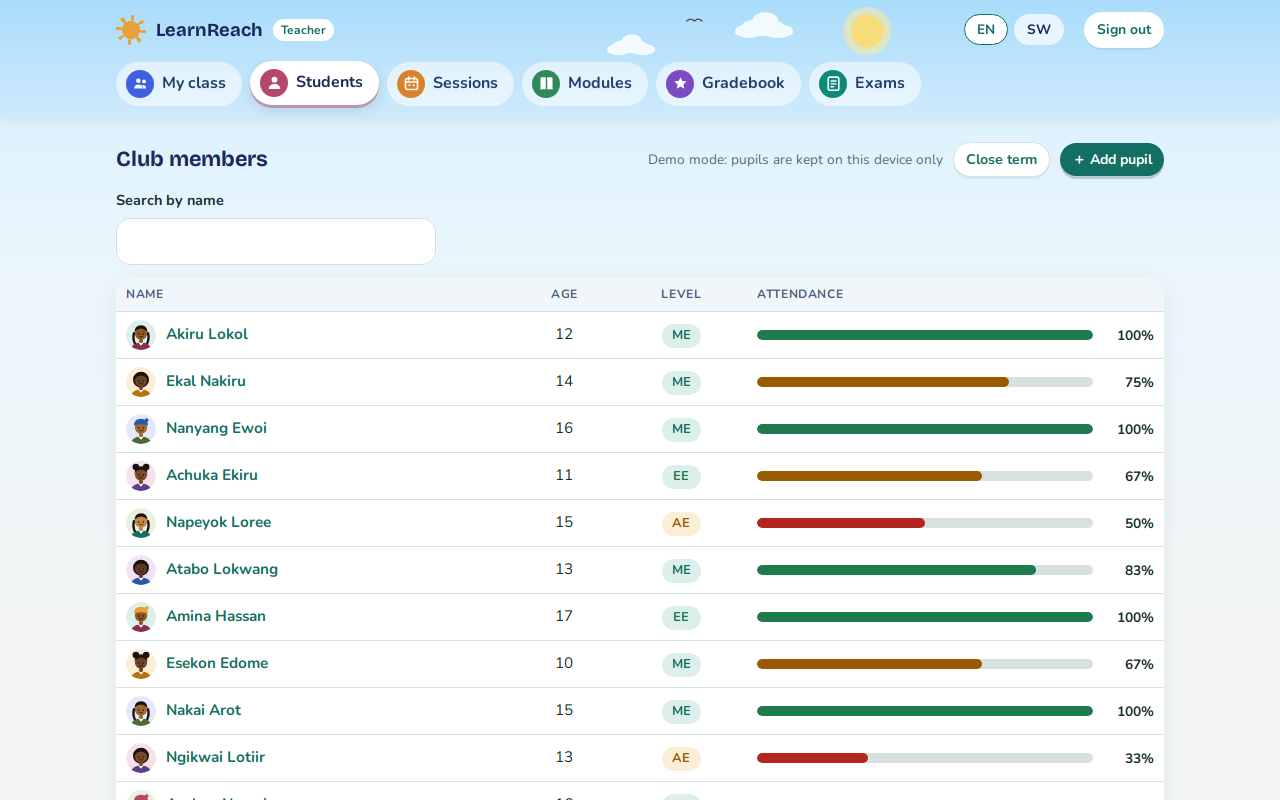 LearnReach
Teacher
EN
SW
Sign out
My class
Students
Sessions
Modules
Gradebook
Exams
Club members
Demo mode: pupils are kept on this device only
Close term
+ Add pupil
Search by name
NAME AGE LEVEL ATTENDANCE
Akiru Lokol 12 ME 100%
Ekal Nakiru 14 ME 75%
Nanyang Ewoi 16 ME 100%
Achuka Ekiru 11 EE 67%
Napeyok Loree 15 AE 50%
Atabo Lokwang 13 ME 83%
Amina Hassan 17 EE 100%
Esekon Edome 10 ME 67%
Nakai Arot 15 ME 100%
Ngikwai Lotiir 13 AE 33%